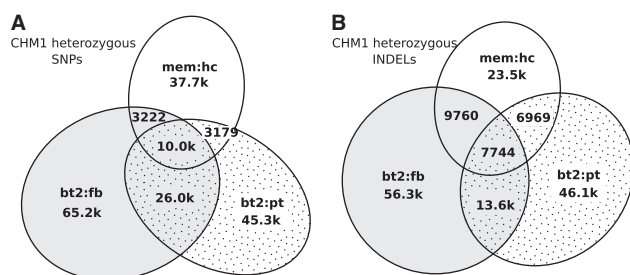 A
CHM1 heterozygous
SNPs
mem:hc
37.7k
3222
3179
10.0k
bt2:fb
65.2k
26.0k
bt2:pt
45.3k
B
CHM1 heterozygous
INDELs
mem:hc
23.5k
9760
6969
7744
bt2:fb
56.3k
13.6k
bt2:pt
46.1k